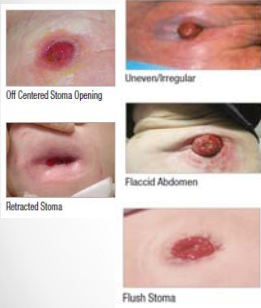 Off Centered Stoma Opening
Uneven/Irregular
Retracted Stoma
Flaccid Abdomen
Flush Stoma